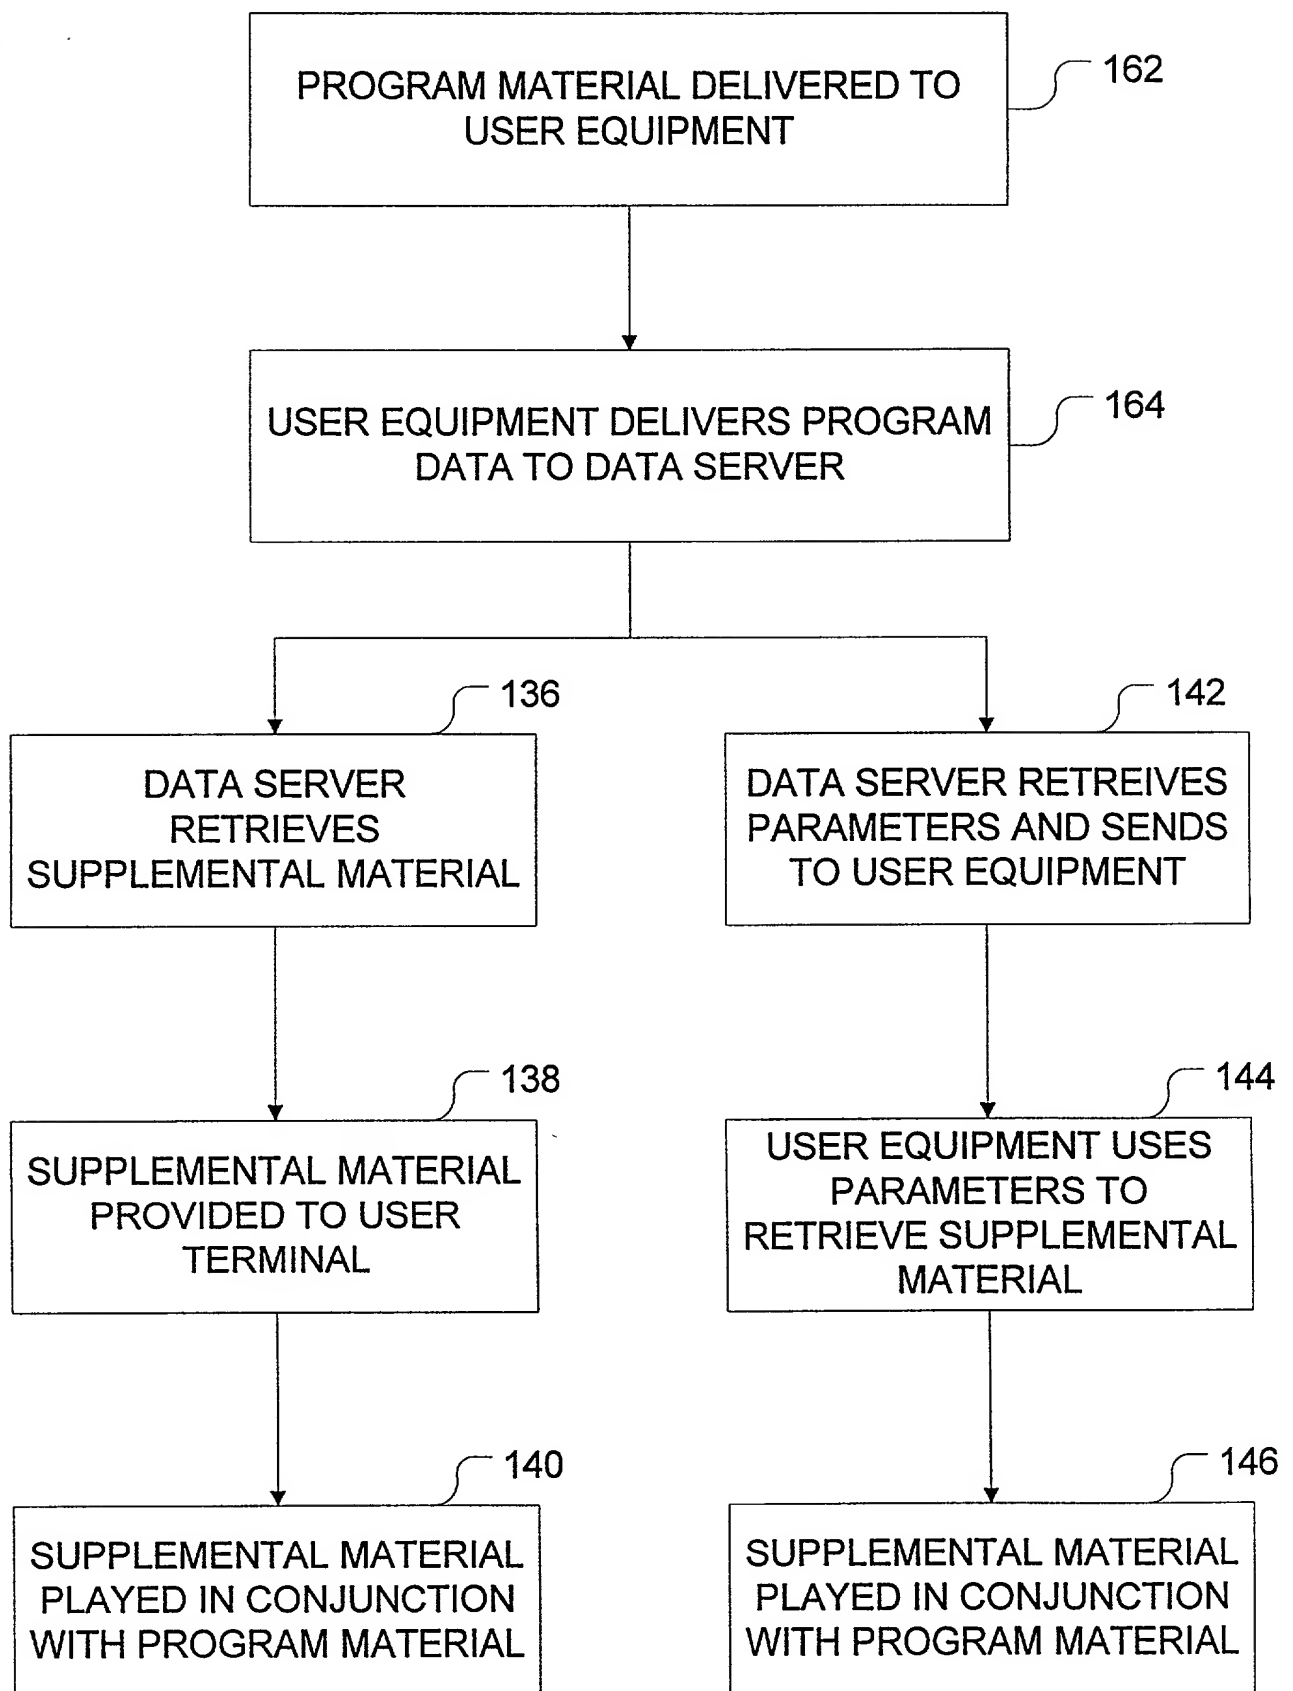 PROGRAM MATERIAL DELIVERED TO
USER EQUIPMENT
162
USER EQUIPMENT DELIVERS PROGRAM
DATA TO DATA SERVER
164
136
DATA SERVER
RETRIEVES
SUPPLEMENTAL MATERIAL
142
DATA SERVER RETREIVES
PARAMETERS AND SENDS
TO USER EQUIPMENT
138
SUPPLEMENTAL MATERIAL
PROVIDED TO USER
TERMINAL
144
USER EQUIPMENT USES
PARAMETERS TO
RETRIEVE SUPPLEMENTAL
MATERIAL
140
SUPPLEMENTAL MATERIAL
PLAYED IN CONJUNCTION
WITH PROGRAM MATERIAL
146
SUPPLEMENTAL MATERIAL
PLAYED IN CONJUNCTION
WITH PROGRAM MATERIAL